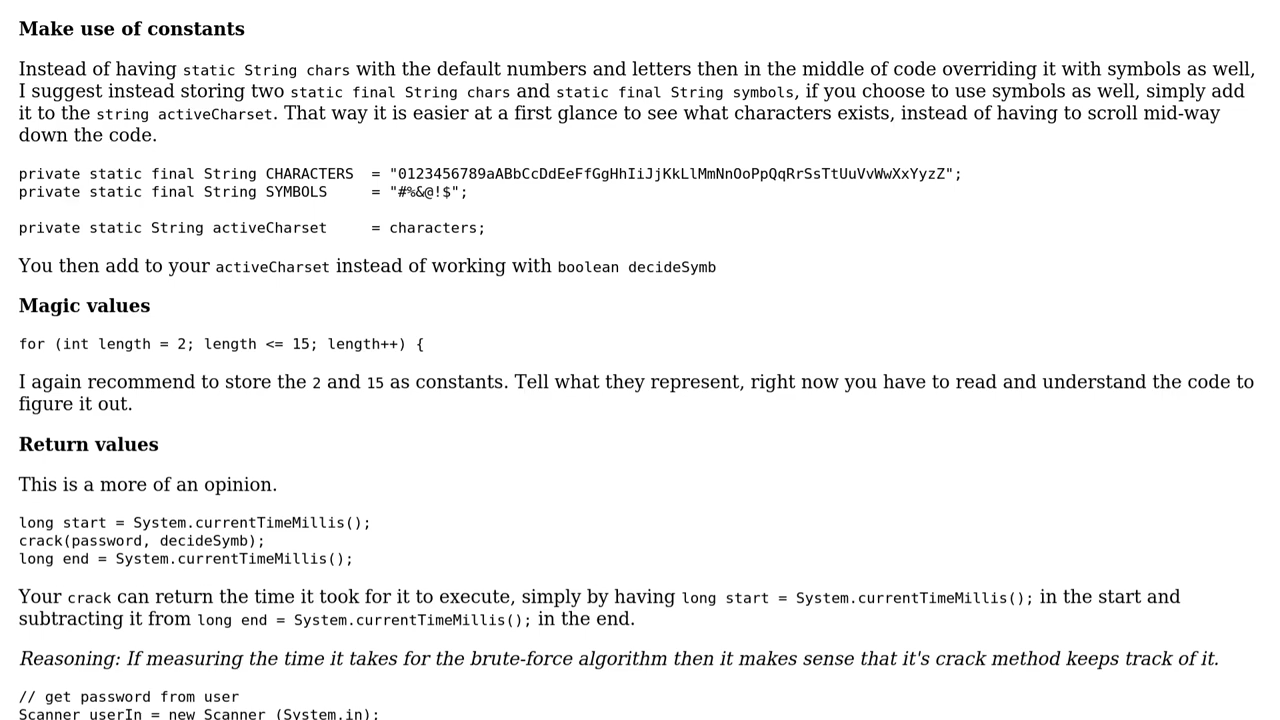 Make use of constants
Instead of having static String chars with the default numbers and letters then in the middle of code overriding it with symbols as well,
I suggest instead storing two static final String chars and static final String symbols, if you choose to use symbols as well, simply add
it to the string activeCharset. That way it is easier at a first glance to see what characters exists, instead of having to scroll mid-way
down the code.
private static final String CHARACTERS  = "0123456789aABbCcDdEeFfGgHhIiJjKkLlMmNnOoPpQqRrSsTtUuVvWwXxYyzZ";
private static final String SYMBOLS     = "#%&@!$";
private static String activeCharset     = characters;
You then add to your activeCharset instead of working with boolean decideSymb
Magic values
for (int length = 2; length <= 15; length++) {
I again recommend to store the 2 and 15 as constants. Tell what they represent, right now you have to read and understand the code to
figure it out.
Return values
This is a more of an opinion.
long start = System.currentTimeMillis();
crack(password, decideSymb);
long end = System.currentTimeMillis();
Your crack can return the time it took for it to execute, simply by having long start = System.currentTimeMillis(); in the start and
subtracting it from long end = System.currentTimeMillis(); in the end.
Reasoning: If measuring the time it takes for the brute-force algorithm then it makes sense that it's crack method keeps track of it.
// get password from user
Scanner userIn = new Scanner (System.in);